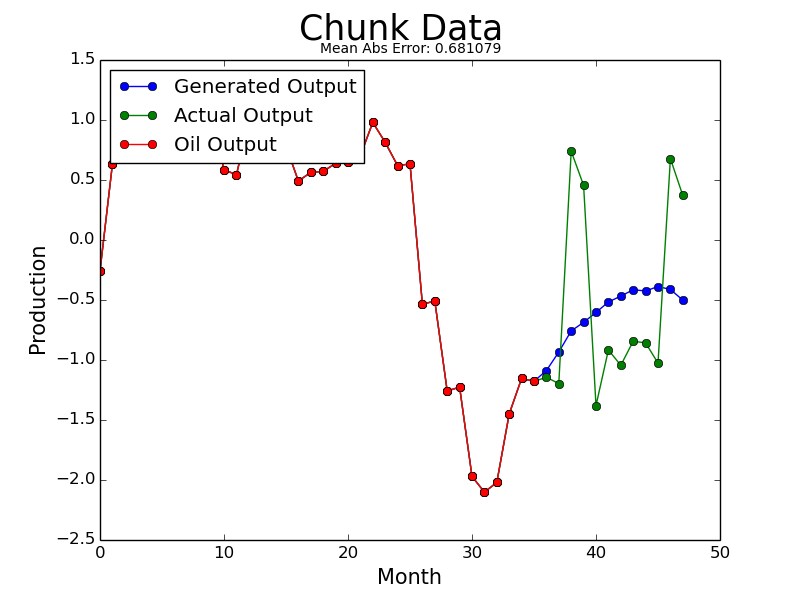 Chunk Data
Mean Abs Error: 0.681079
1.5
Generated Output
Actual Output
Oil Output
1.0
0.5
0.0
−0.5
−1.0
−1.5
−2.0
−2.5
Production
0 10 20 30 40 50
Month